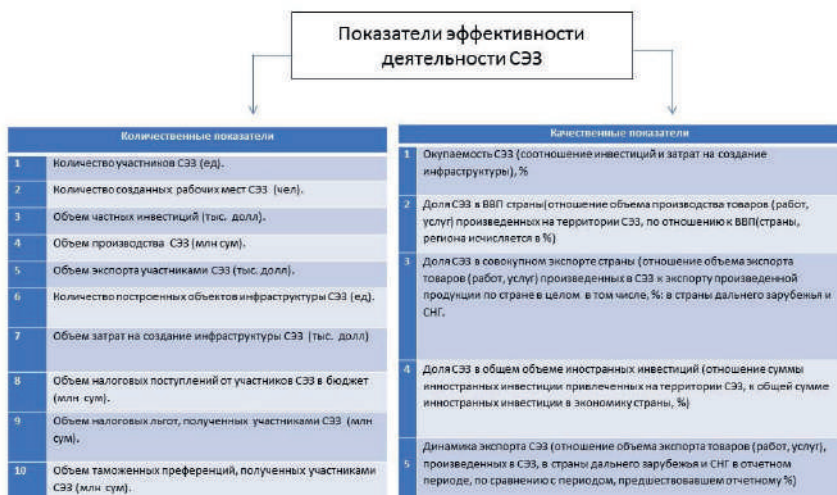 Показатели эффективности
деятельности СЭЗ
Количественные показатели
1 Количество участников СЭЗ (ед).
2 Количество созданных рабочих мест СЭЗ (чел).
3 Объем частных инвестиций (тыс. долл).
4 Объем производства СЭЗ (млн сум).
5 Объем экспорта участниками СЭЗ (тыс. долл).
6 Количество построенных объектов инфраструктуры СЭЗ (ед).
7 Объем затрат на создание инфраструктуры СЭЗ (тыс. долл)
8 Объем налоговых поступлений от участников СЭЗ в бюджет
(млн сум).
9 Объем налоговых льгот, полученных участниками СЭЗ (млн
сум).
10 Объем таможенных преференций, полученных участниками
СЭЗ (млн сум).
Качественные показатели
1 Окупаемость СЭЗ (соотношение инвестиций и затрат на создание
инфраструктуры), %
2 Доля СЭЗ в ВВП страны(отношение объема производства товаров (работ,
услуг) произведенных на территории СЭЗ, по отношению к ВВП(страны,
региона исчисляется в %)
3 Доля СЭЗ в совокупном экспорте страны (отношение объема экспорта
товаров (работ, услуг) произведенных в СЭЗ к экспорту произведенной
продукции по стране в целом в том числе, %: в страны дальнего зарубежья и
СНГ.
4 Доля СЭЗ в общем объеме иностранных инвестиций (отношение суммы
инностранных инвестиции привлеченных на территории СЭЗ, к общей сумме
инностранных инвестиции в экономику страны, %)
5 Динамика экспорта СЭЗ (отношение объема экспорта товаров (работ, услуг),
произведенных в СЭЗ, в страны дальнего зарубежья и СНГ в отчетном
периоде, по сравнению с периодом, предшествовавшем отчетному %)